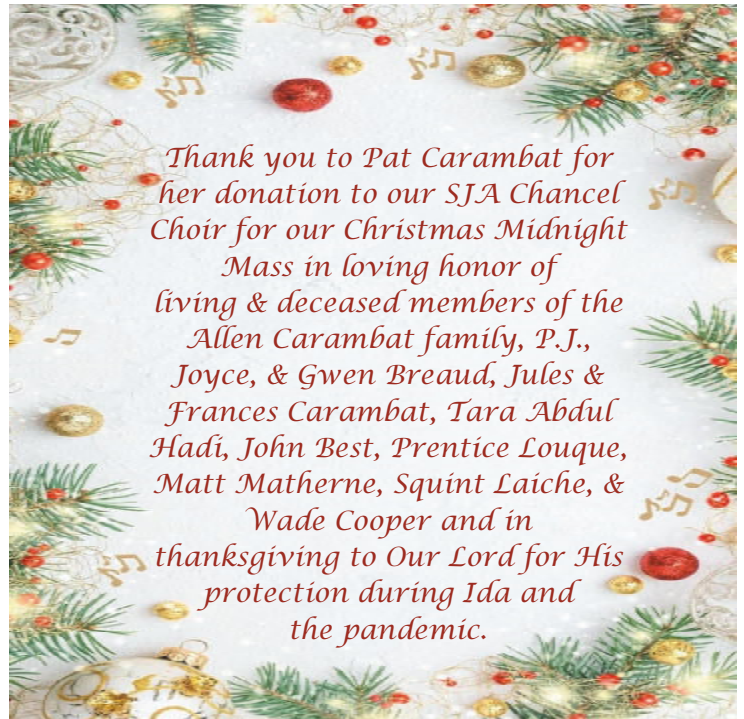 Thank you to Pat Carambat for
her donation to our SJA Chancel
Choir for our Christmas Midnight
Mass in loving honor of
living & deceased members of the
Allen Carambat family, P.J.,
Joyce, & Gwen Breaud, Jules &
Frances Carambat, Tara Abdul
Hadi, John Best, Prentice Louque,
Matt Matherne, Squint Laiche, &
Wade Cooper and in
thanksgiving to Our Lord for His
protection during Ida and
the pandemic.